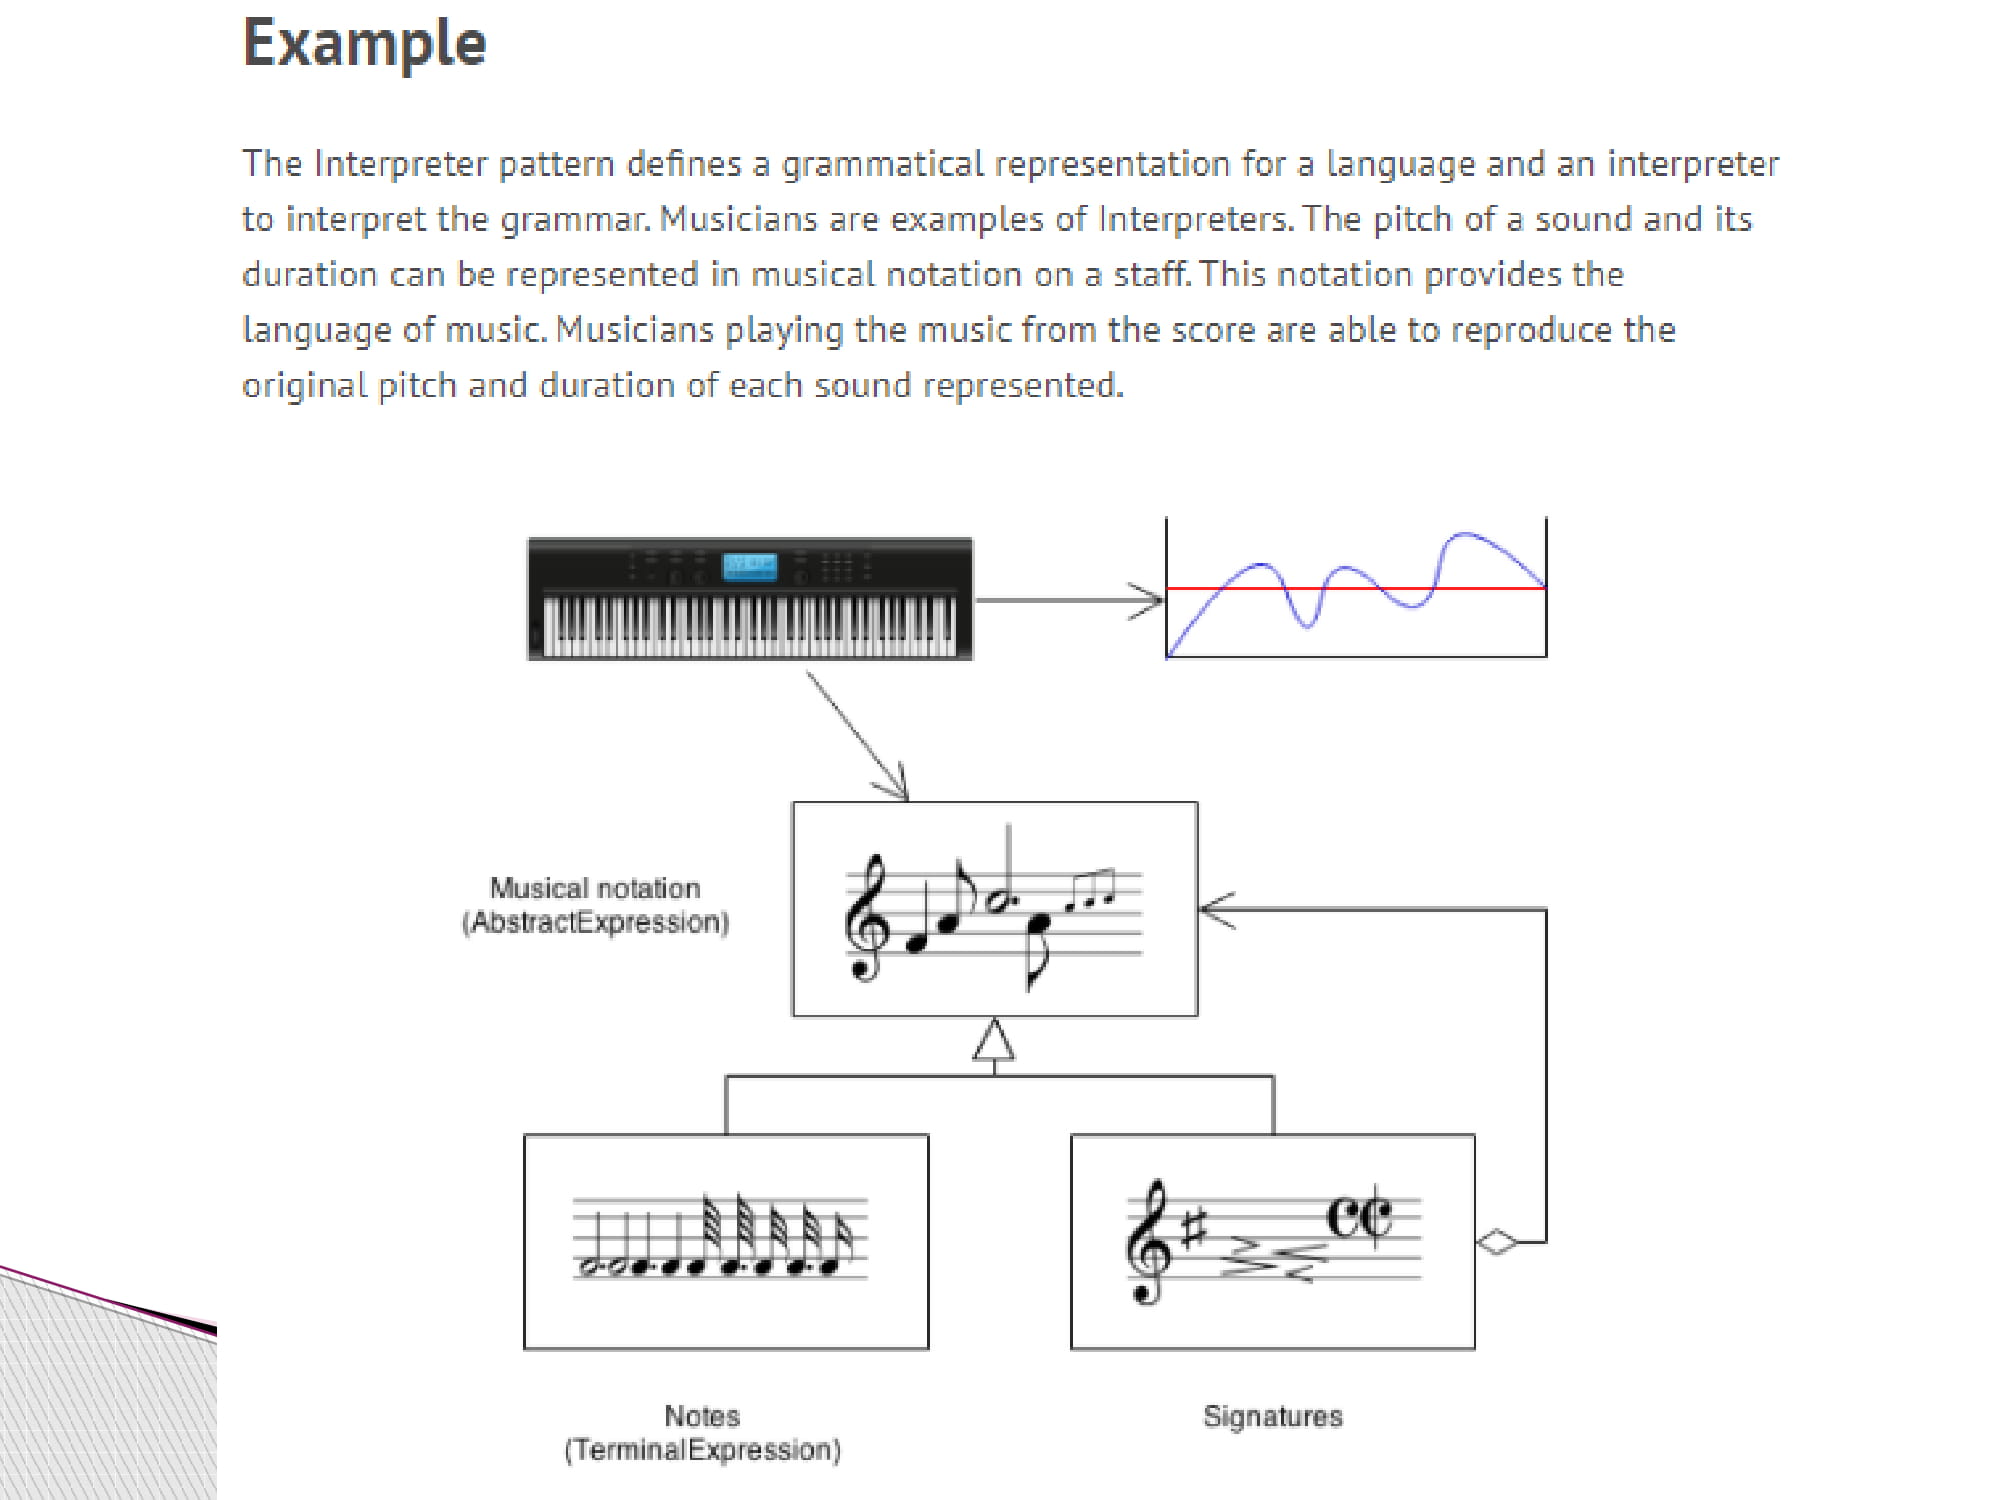 Example
The Interpreter pattern defines a grammatical representation for a language and an interpreter
to interpret the grammar. Musicians are examples of Interpreters. The pitch of a sound and its
duration can be represented in musical notation on a staff. This notation provides the
language of music. Musicians playing the music from the score are able to reproduce the
original pitch and duration of each sound represented.
Musical notation
(AbstractExpression)
Notes
(TerminalExpression)
Signatures